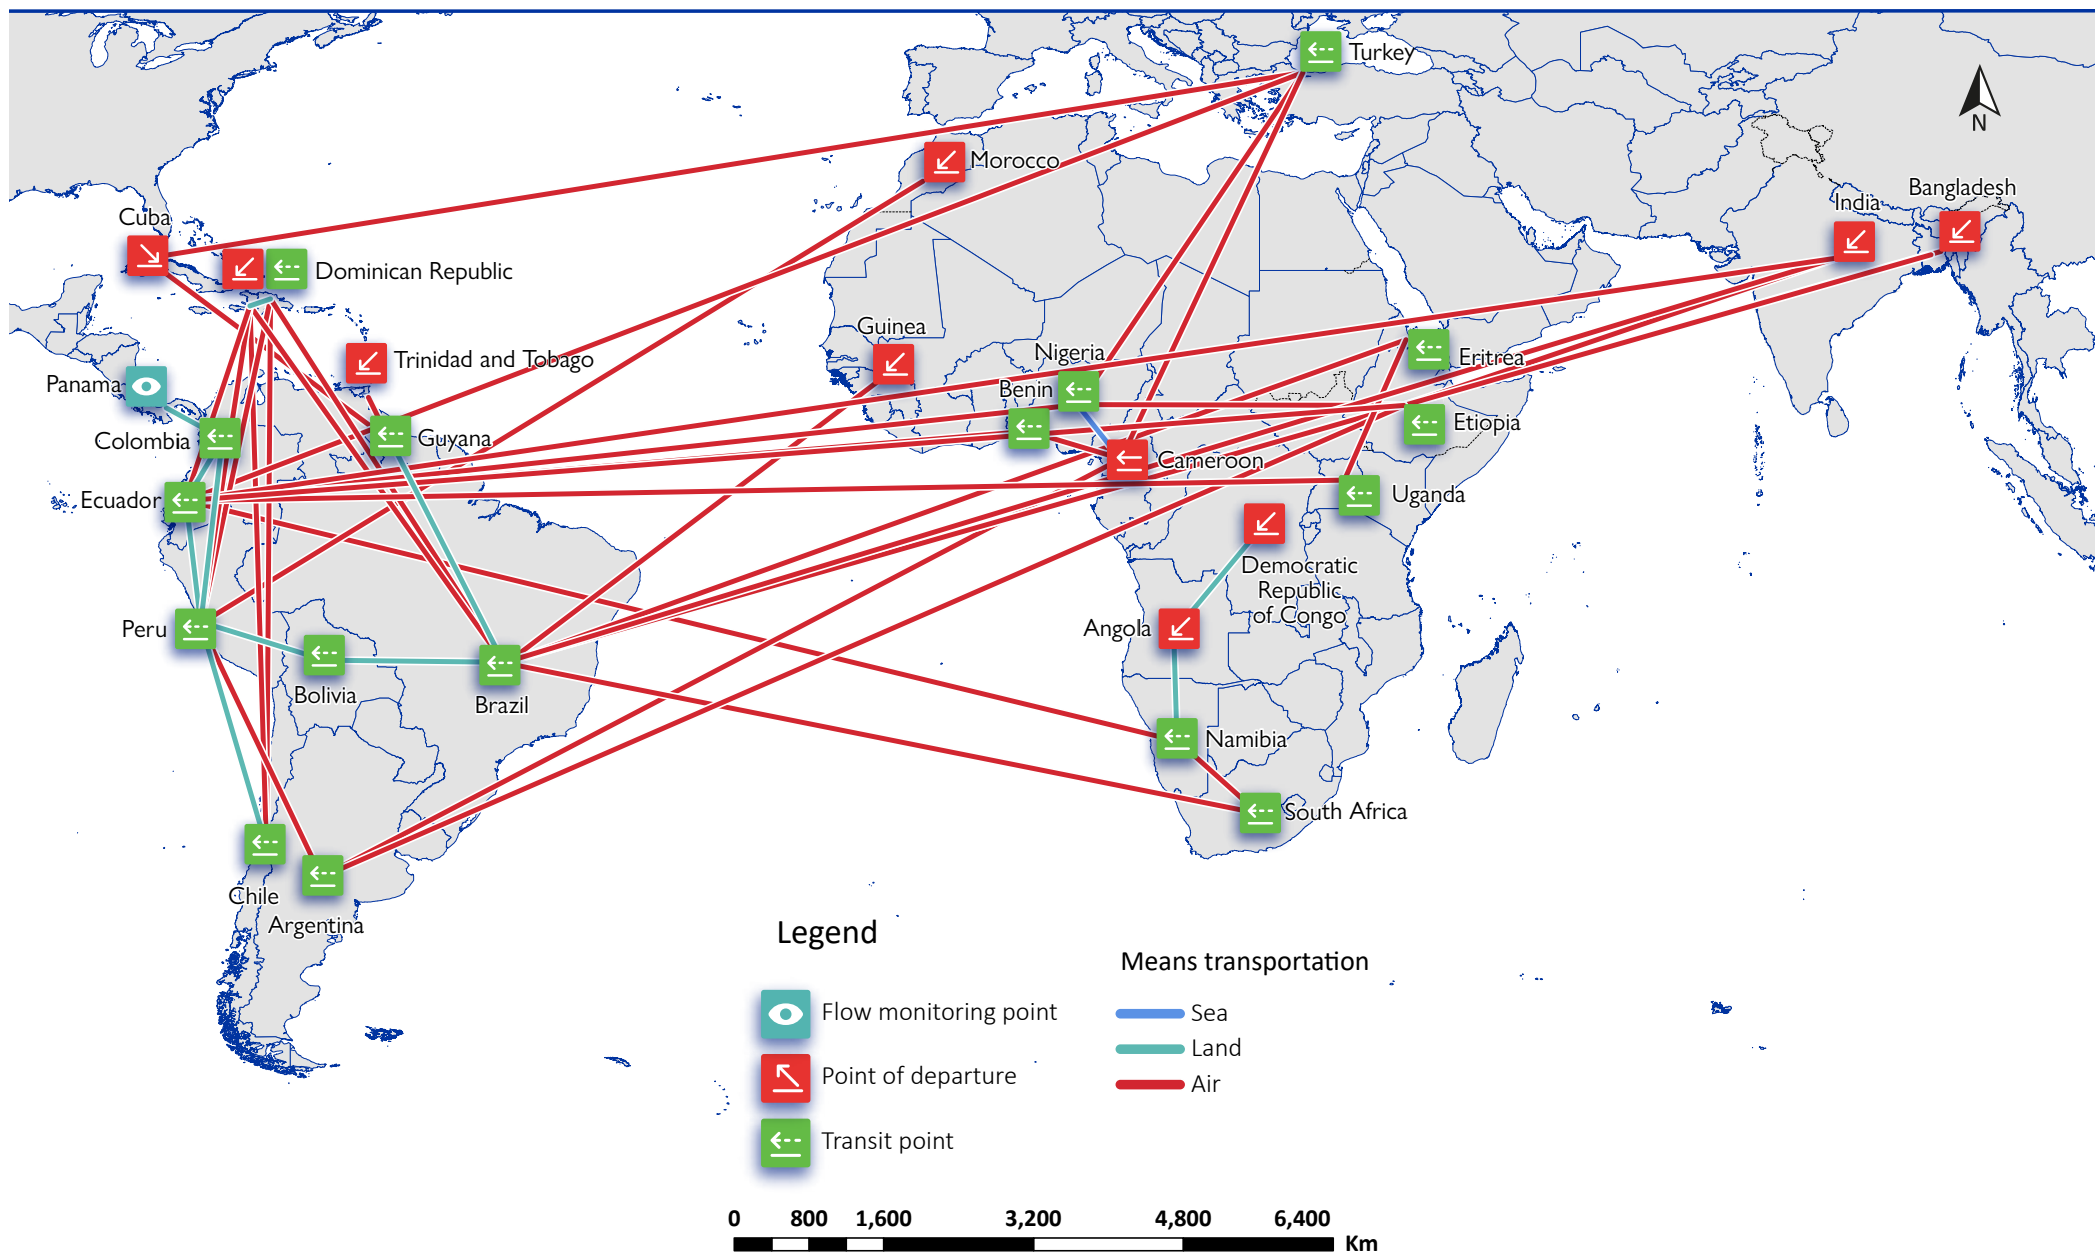 Turkey
Morocco
N
Bangladesh
India
Cuba
Dominican Republic
Guinea
Trinidad and Tobago
Nigeria
Eritrea
Panama
Benin
Etiopia
Colombia
Guyana
Cameroon
Ecuador
Uganda
Democratic
Republic
of Congo
Peru
Angola
Bolivia
Brazil
Namibia
South Africa
Chile
Argentina
Legend
Means transportation
Flow monitoring point
Sea
Land
Point of departure
Air
Transit point
0 800 1,600 3,200 4,800 6,400
Km